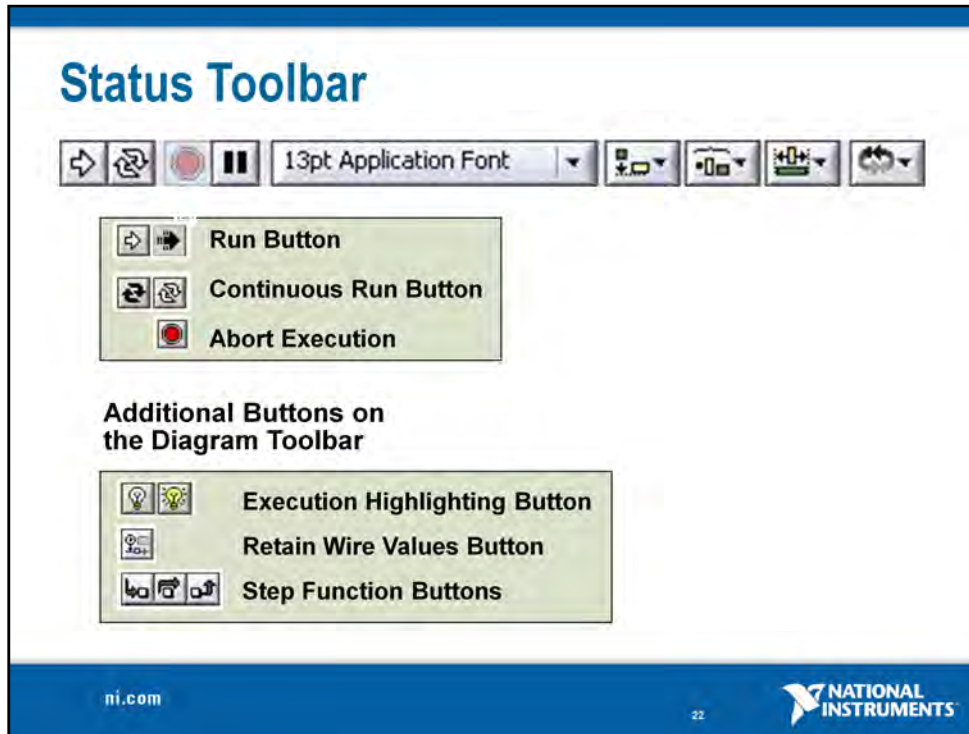 Status Toolbar
13pt Application Font
Run Button
Continuous Run Button
Abort Execution
Additional Buttons on
the Diagram Toolbar
Execution Highlighting Button
Retain Wire Values Button
Step Function Buttons
ni.com
22
NATIONAL
INSTRUMENTS